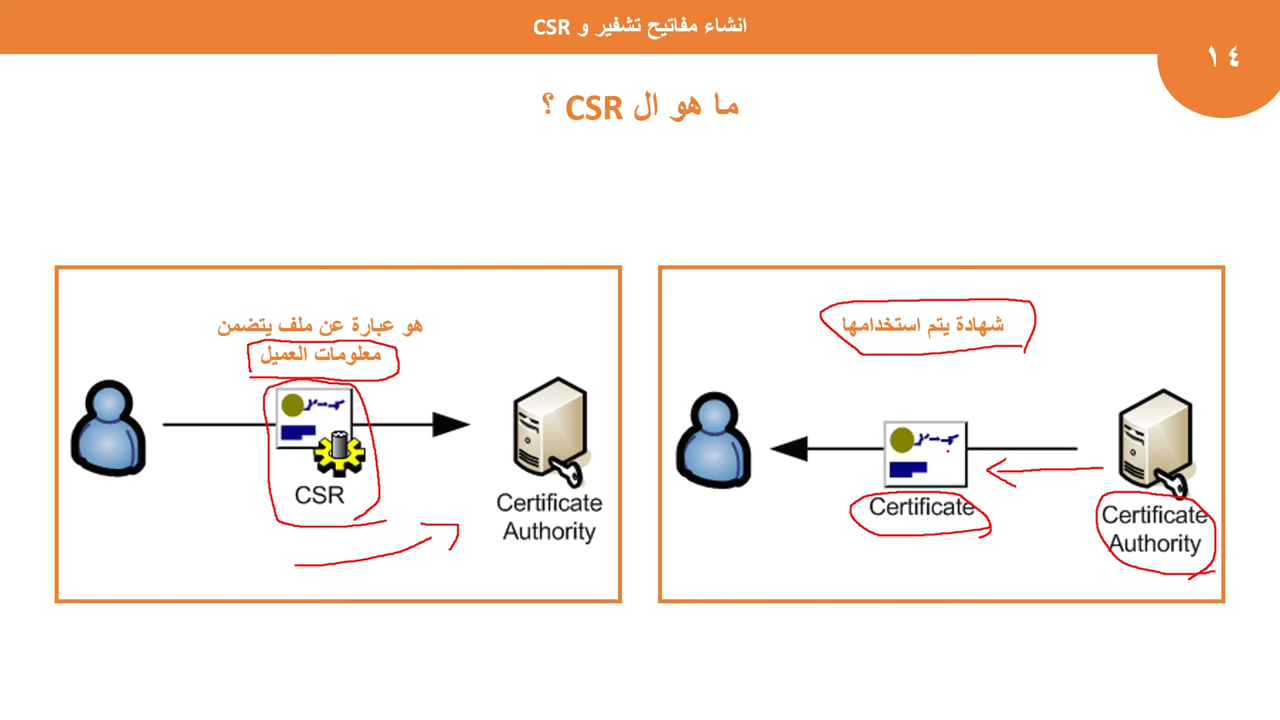 انشاء مفاتيح تشفير و CSR
١٤
ما هو ال CSR ؟
شهادة يتم استخدامها
Certificate
Certificate
Authority
هو عبارة عن ملف يتضمن
معلومات العميل
CSR
Certificate
Authority